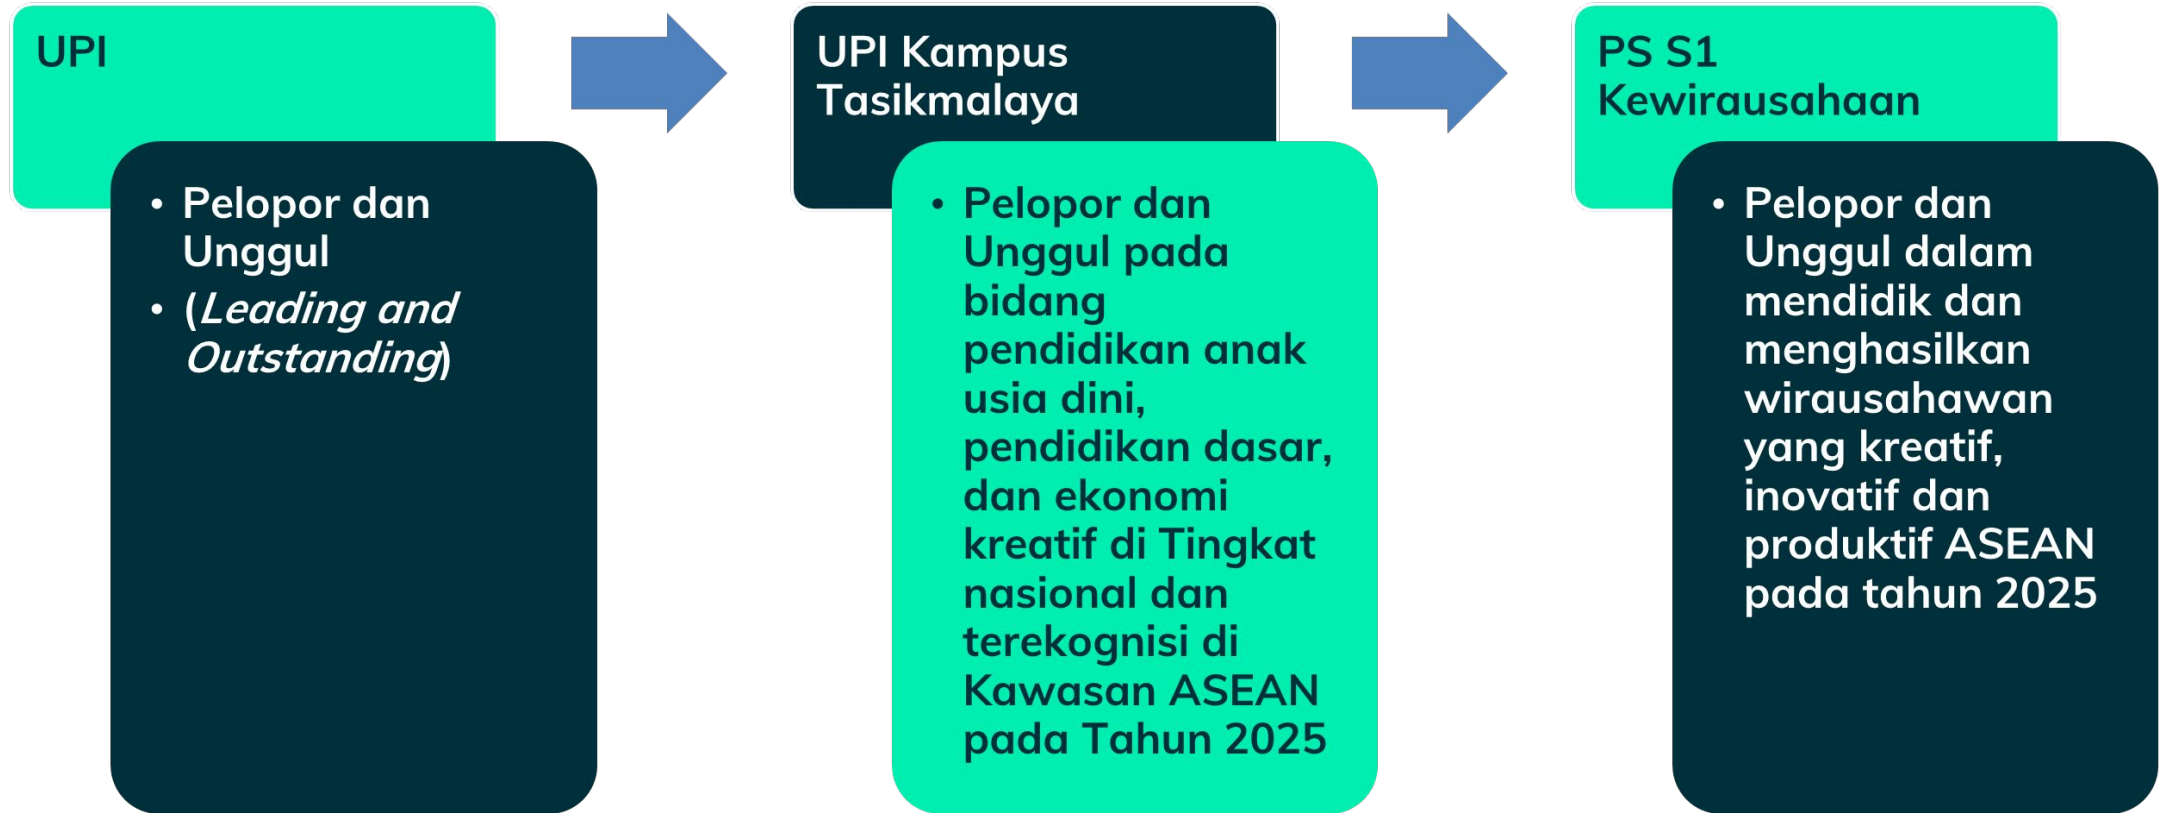 UPI
• Pelopor dan
Unggul
• (Leading and
Outstanding)
UPI Kampus
Tasikmalaya
• Pelopor dan
Unggul pada
bidang
pendidikan anak
usia dini,
pendidikan dasar,
dan ekonomi
kreatif di Tingkat
nasional dan
terekognisi di
Kawasan ASEAN
pada Tahun 2025
PS S1
Kewirausahaan
• Pelopor dan
Unggul dalam
mendidik dan
menghasilkan
wirausahawan
yang kreatif,
inovatif dan
produktif ASEAN
pada tahun 2025